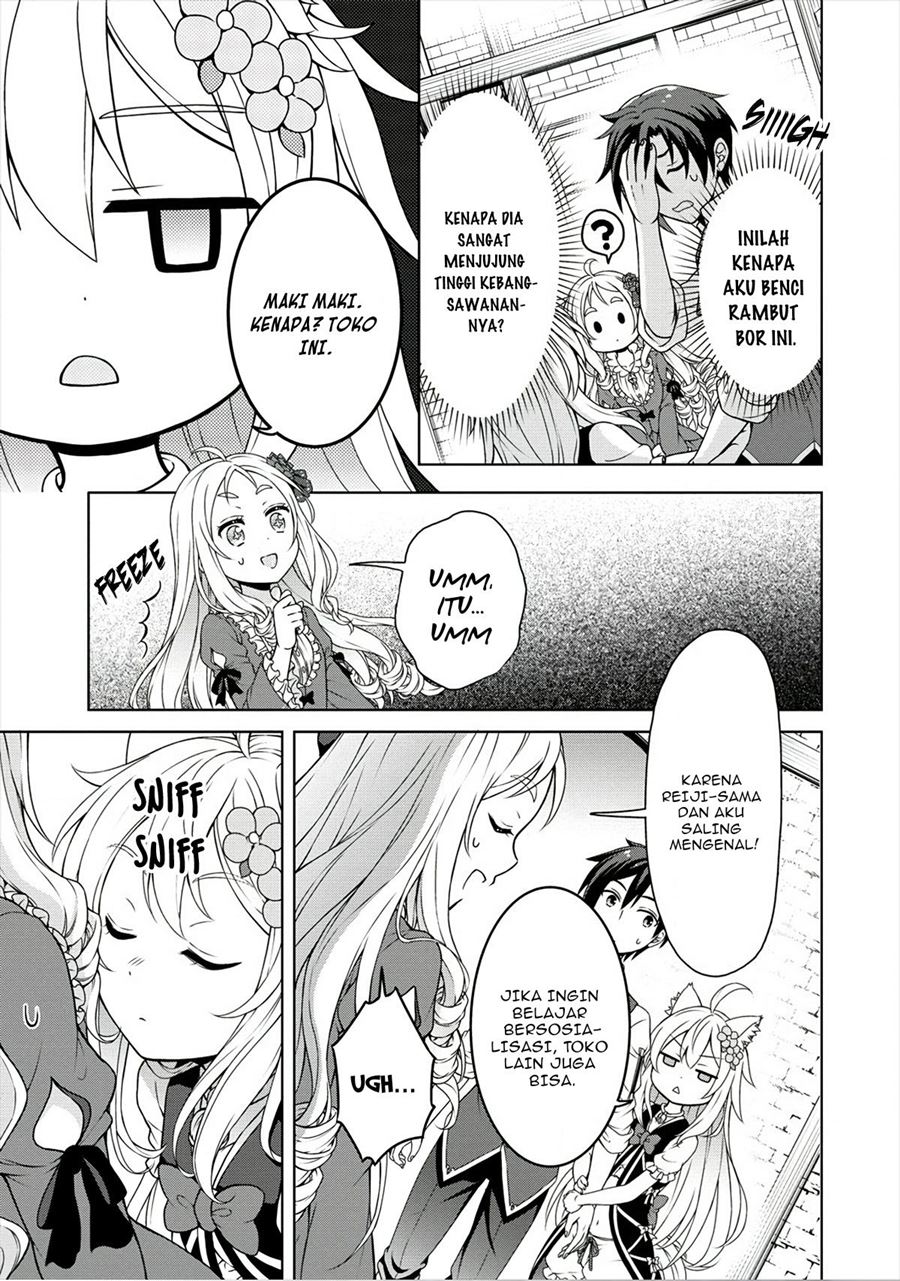 SIIIIGH
INILAH
KENAPA
AKU BENCI
RAMBUT
BOR INI.
?
KENAPA DIA
SANGAT
MENJUJUNG
TINGGI KEBANG-
SAWANAN-
NYA?
MAKI MAKI.
KENAPA? TOKO
INI.
UMM,
ITU...
UMM
FREEZE
KARENA
REIJI-SAMA
DAN AKU
SALING
MENGENAL!
JIKA INGIN
BELAJAR
BERSOSIA-
LISASI, TOKO
LAIN JUGA
BISA.
UGH...
SNIFF
SNIFF